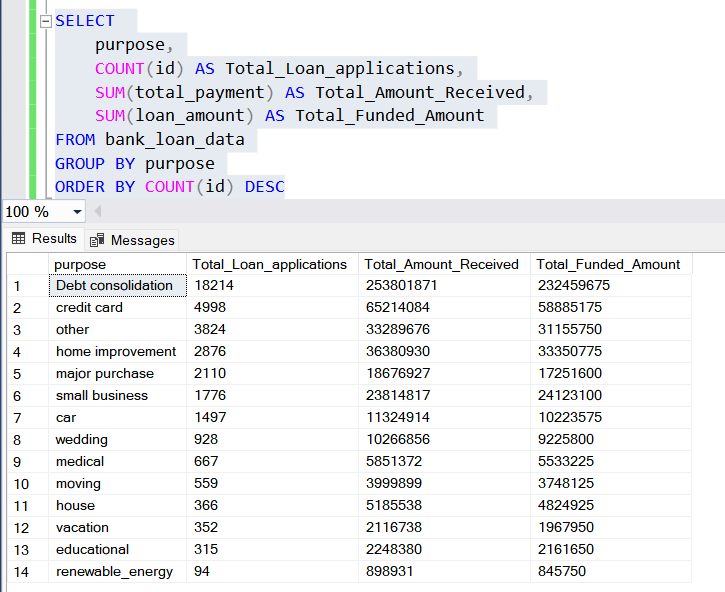 SELECT
purpose,
COUNT(id) AS Total_Loan_applications,
SUM(total_payment) AS Total_Amount_Received,
SUM(loan_amount) AS Total_Funded_Amount
FROM bank_loan_data
GROUP BY purpose
ORDER BY COUNT(id) DESC
100 %
Results Messages
purpose Total_Loan_applications Total_Amount_Received Total_Funded_Amount
1 Debt consolidation 18214 253801871 232459675
2 credit card 4998 65214084 58885175
3 other 3824 33289676 31155750
4 home improvement 2876 36380930 33350775
5 major purchase 2110 18676927 17251600
6 small business 1776 23814817 24123100
7 car 1497 11324914 10223575
8 wedding 928 10266856 9225800
9 medical 667 5851372 5533225
10 moving 559 3999899 3748125
11 house 366 5185538 4824925
12 vacation 352 2116738 1967950
13 educational 315 2248380 2161650
14 renewable_energy 94 898931 845750